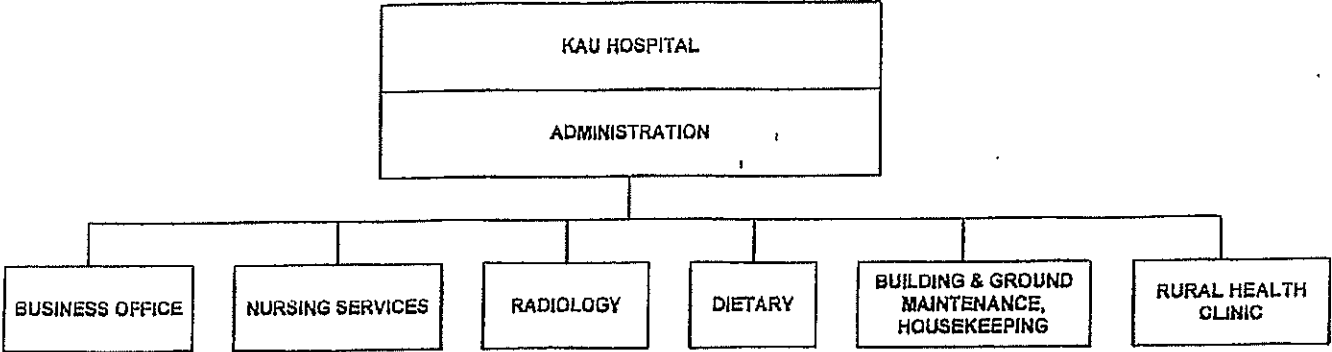 KAU HOSPITAL
ADMINISTRATION
BUSINESS OFFICE
NURSING SERVICES
RADIOLOGY
DIETARY
BUILDING & GROUND
MAINTENANCE,
HOUSEKEEPING
RURAL HEALTH
CLINIC